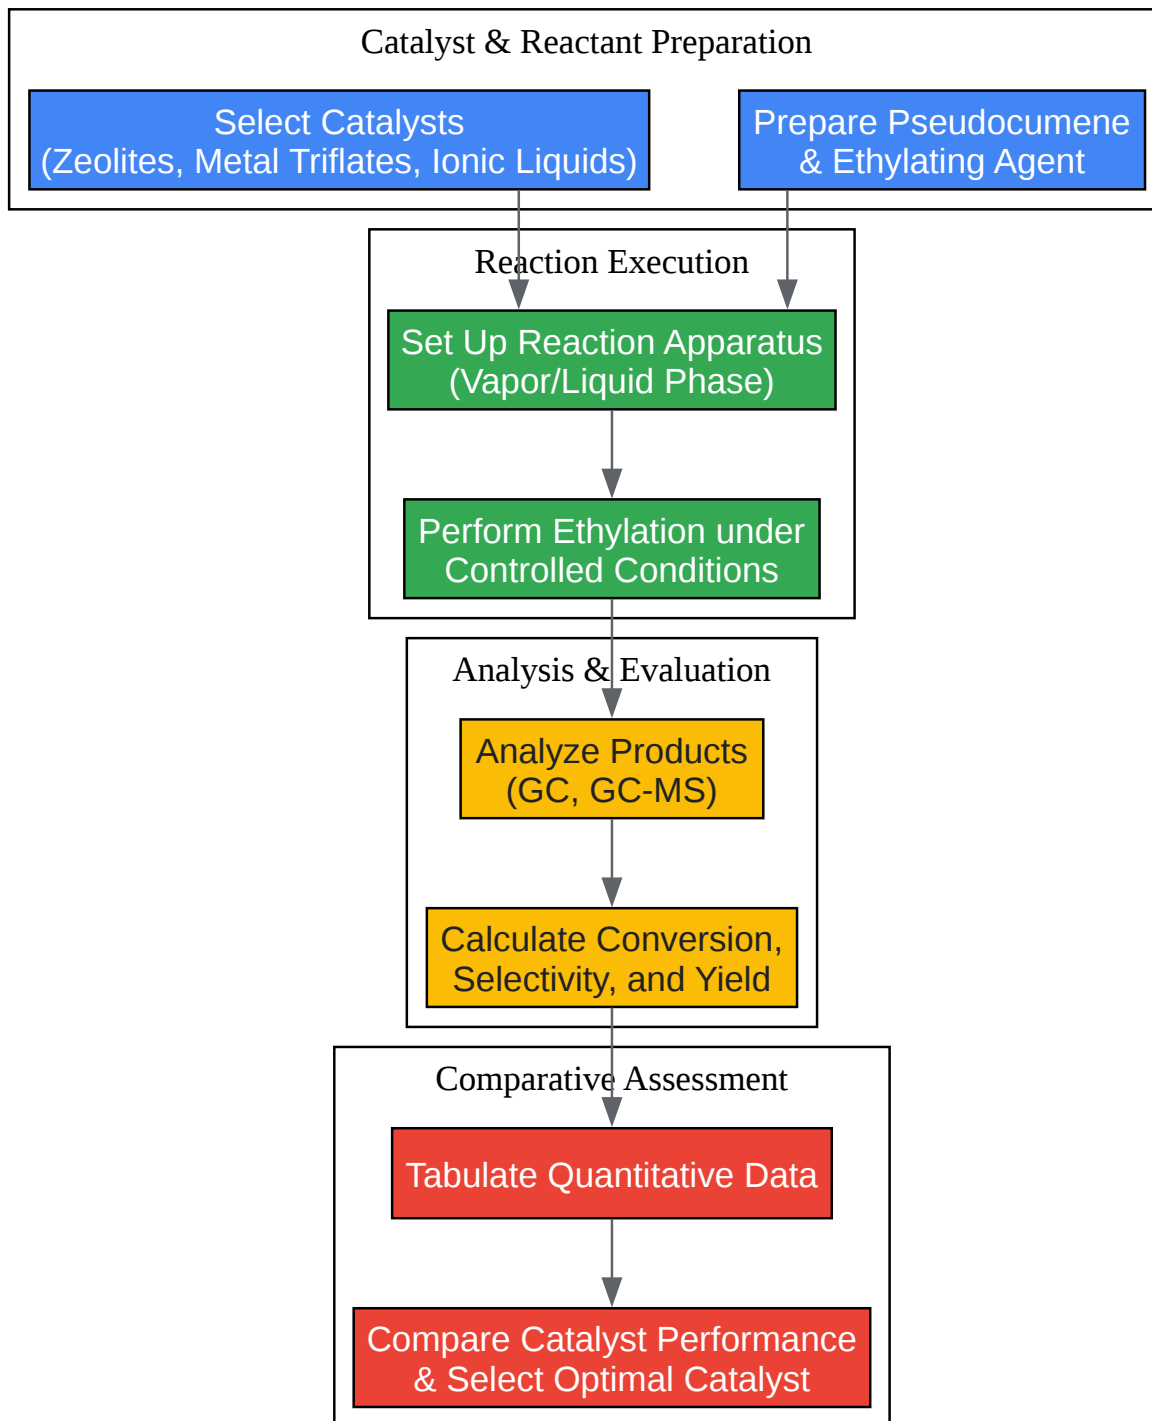 Catalyst & Reactant Preparation
Select Catalysts
(Zeolites, Metal Triflates, Ionic Liquids)
Prepare Pseudocumene
& Ethylating Agent
Reaction Execution
Set Up Reaction Apparatus
(Vapor/Liquid Phase)
Perform Ethylation under
Controlled Conditions
Analysis & Evaluation
Analyze Products
(GC, GC-MS)
Calculate Conversion,
Selectivity, and Yield
Comparative Assessment
Tabulate Quantitative Data
Compare Catalyst Performance
& Select Optimal Catalyst